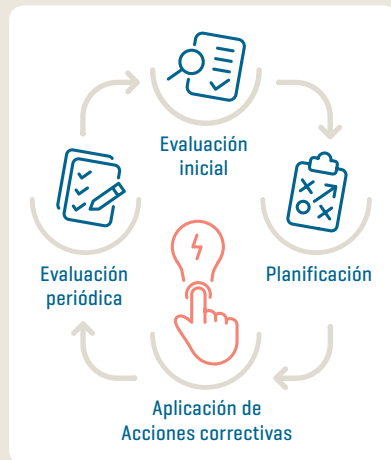 Evaluación
inicial
Planificación
Aplicación de
Acciones correctivas
Evaluación
periódica